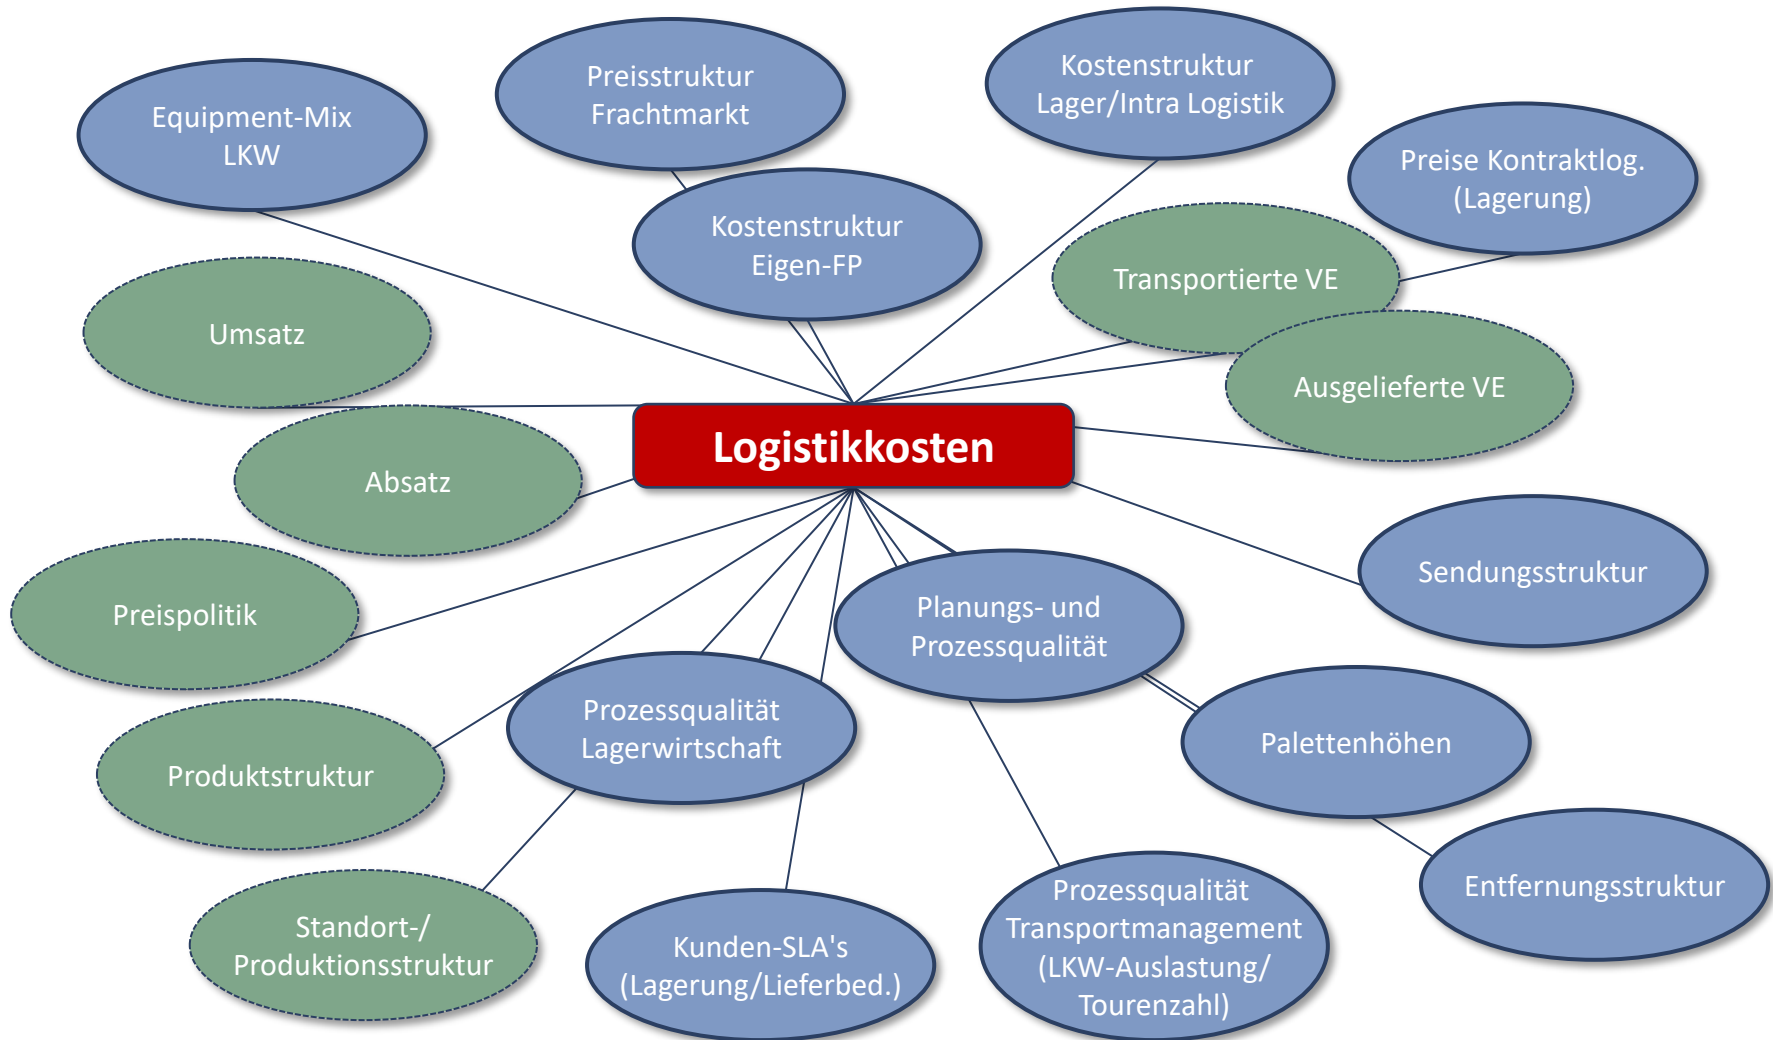 Preisstruktur
Frachtmarkt
Kostenstruktur
Lager/Intra Logistik
Equipment-Mix
LKW
Preise Kontraktlog.
(Lagerung)
Kostenstruktur
Eigen-FP
Transportierte VE
Umsatz
Ausgelieferte VE
Logistikkosten
Absatz
Sendungsstruktur
Preispolitik
Planungs- und
Prozessqualität
Prozessqualität
Lagerwirtschaft
Palettenhöhen
Produktstruktur
Entfernungsstruktur
Standort-/
Produktionsstruktur
Kunden-SLA's
(Lagerung/Lieferbed.)
Prozessqualität
Transportmanagement
(LKW-Auslastung/
Tourenzahl)